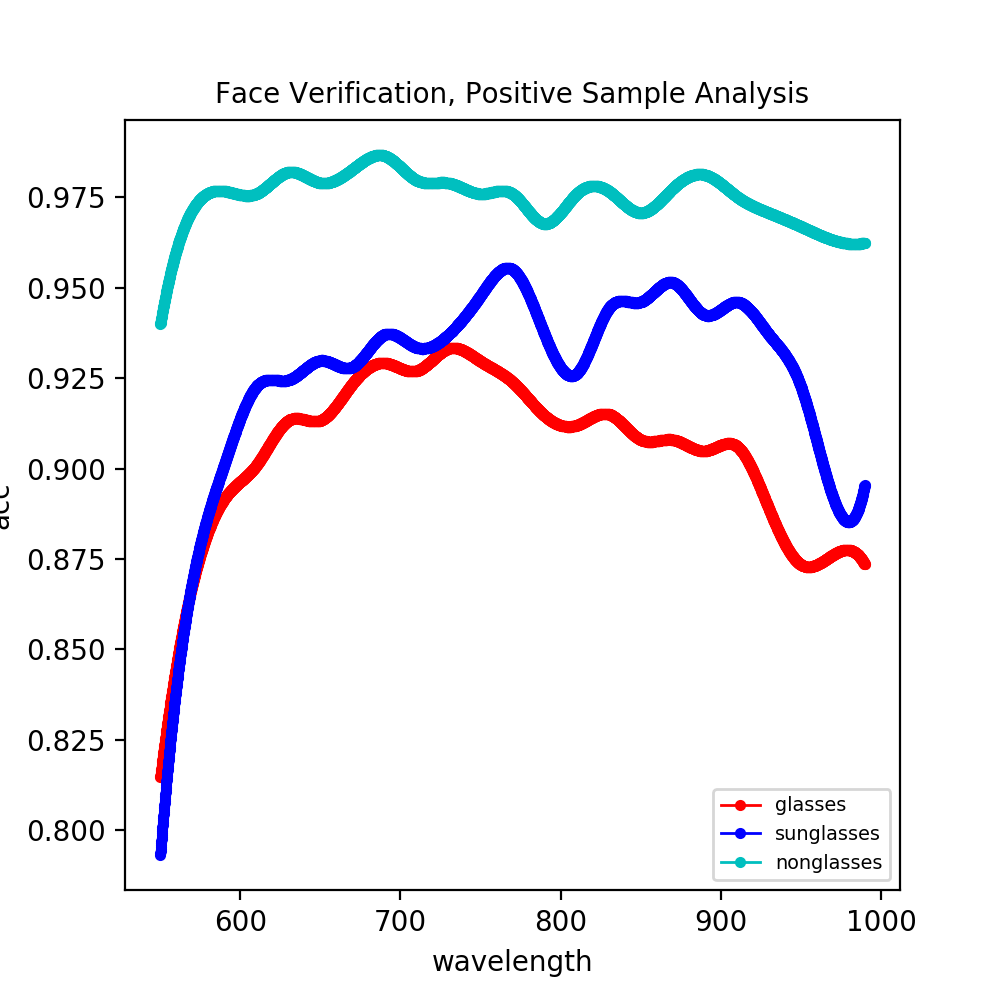 Face Verification, Positive Sample Analysis
0.975
0.950
0.925
0.900
0.875
0.850
0.825
0.800
acc
glasses
sunglasses
nonglasses
600 700 800 900 1000
wavelength